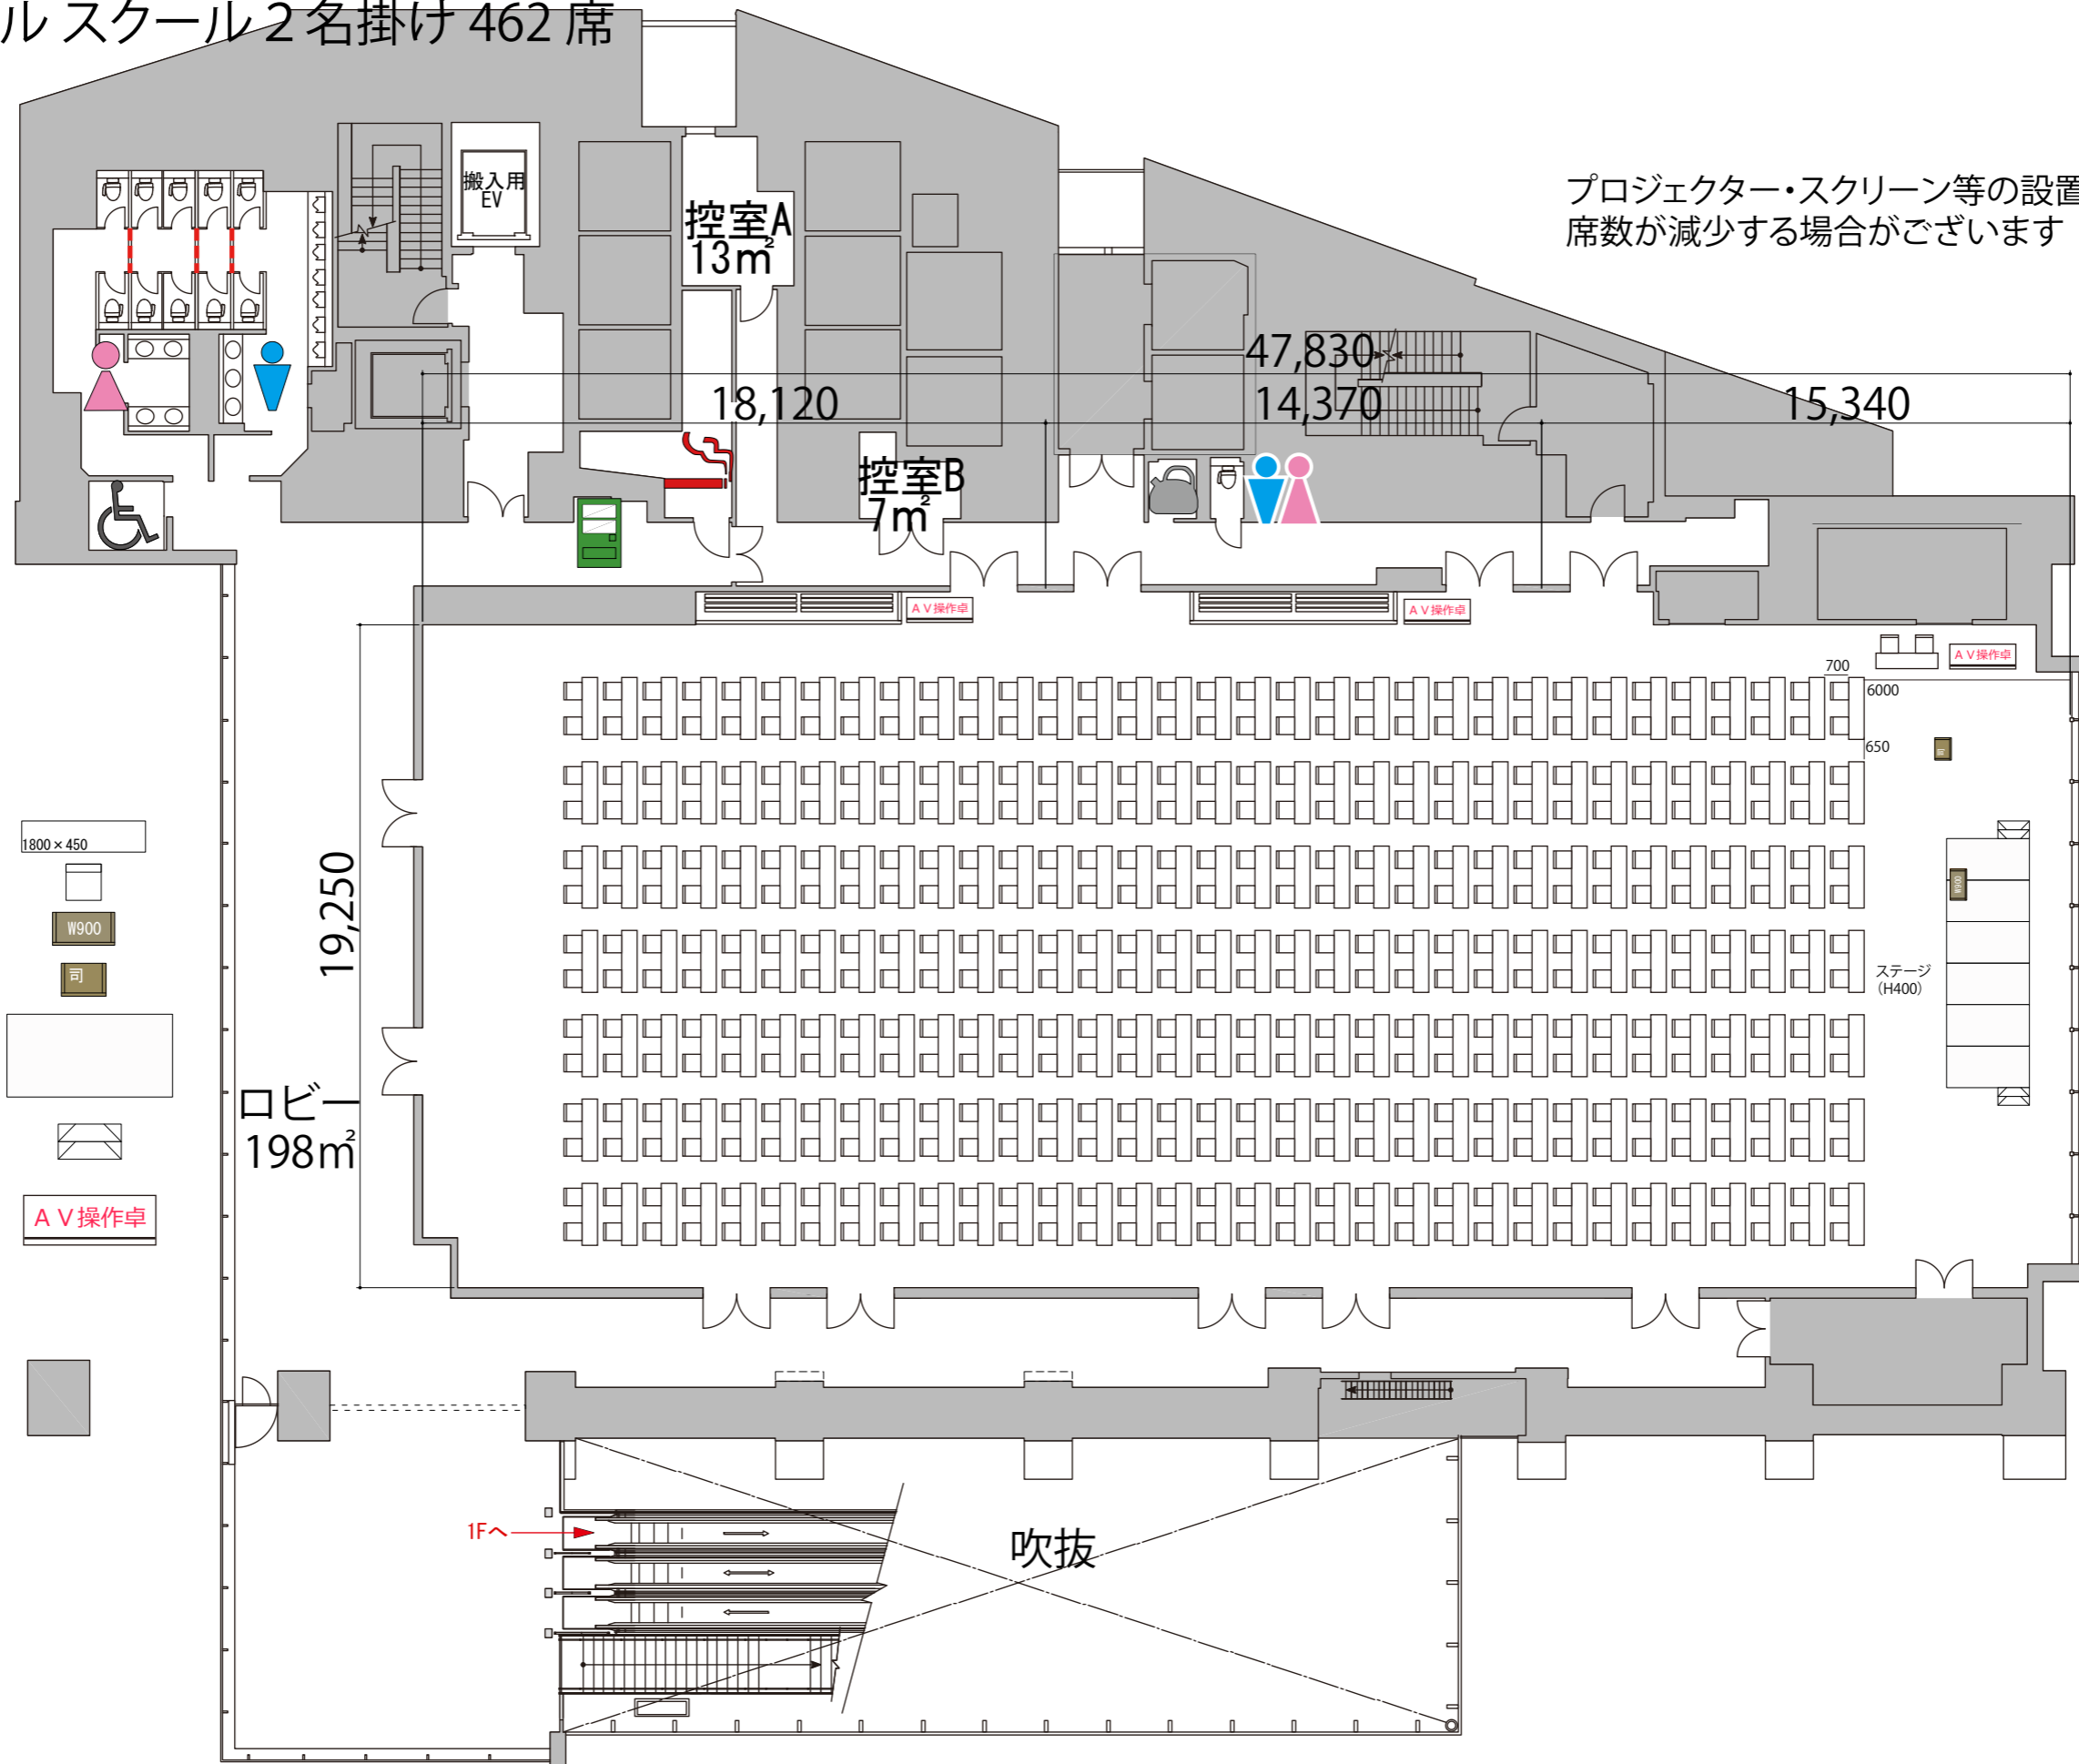 ル スクール 2 名掛け 462 席
プロジェクター・スクリーン等の設置
席数が減少する場合がございます
搬入用
EV
控室A
13㎡
47,830
18,120
14,370
15,340
控室B
7㎡
AV操作卓
AV操作卓
AV操作卓
700
6000
650
司
1800×450
W900
W900
司
19,250
ステージ
(H400)
ロビー
198㎡
AV操作卓
1Fへ
吹抜